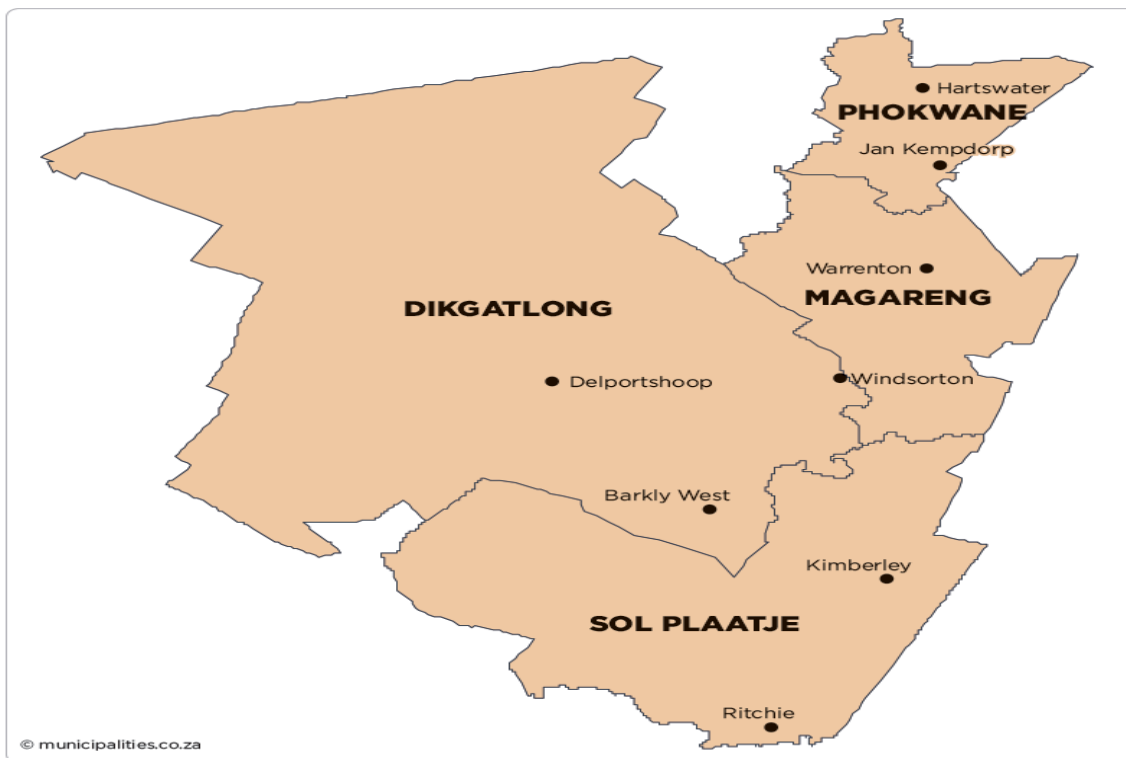 Hartswater
PHOKWANE
Jan Kempdorp
Warrenton
MAGARENG
DIKGATLONG
Windsorton
Delportshoop
Barkly West
Kimberley
SOL PLAATJE
Ritchie
© municipalities.co.za